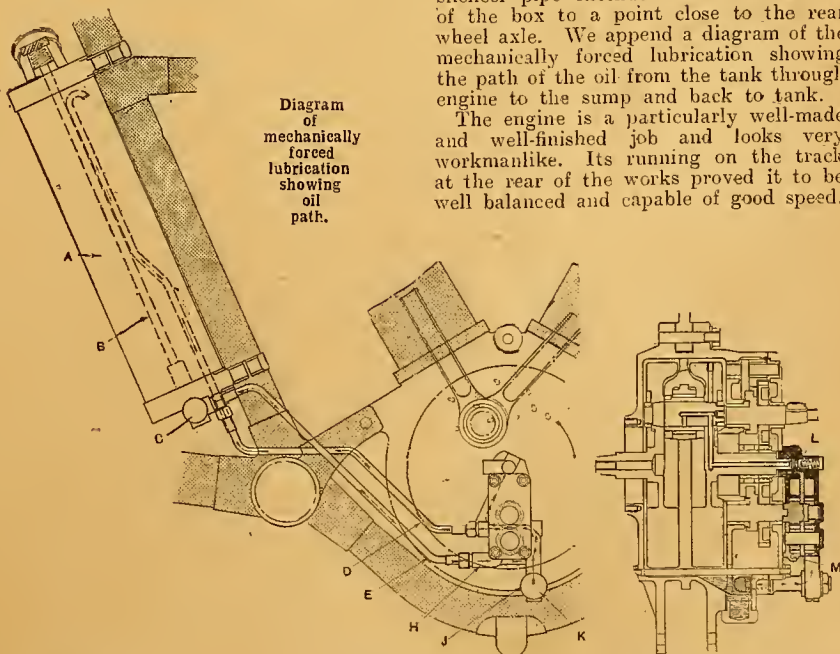 of the box to a point close to the rear
wheel axle. We append a diagram of the
mechanically forced lubrication showing
the path of the oil from the tank through
engine to the sump and back to tank.
The engine is a particularly well-made
and well-finished job and looks very
workmanlike. Its running on the track
at the rear of the works proved it to be
well balanced and capable of good speed.
Diagram
of
mechanically
forced
lubrication
showing
oil
path.
A
B
C
D
E
H
J
K
L
M